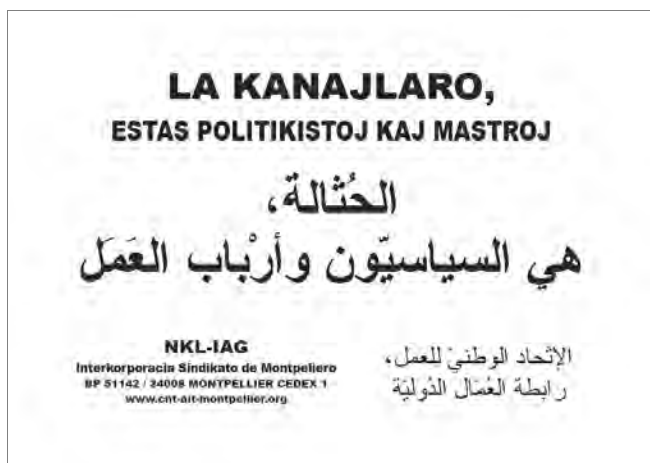 LA KANAJLARO,
ESTAS POLITIKISTOJ KAJ MASTROJ
الحُثالة،
هي السياسيّون وأربْاب العَمَل
NKL-IAG
Interkorporacia Sindikato de Montpeliero
BP 51142 / 34008 MONTPELLIER CEDEX 1
www.cnt-ait-montpellier.org
الإتّحاد الوطنيّ للعمل،
رابطة العُمّال الدُوليّة